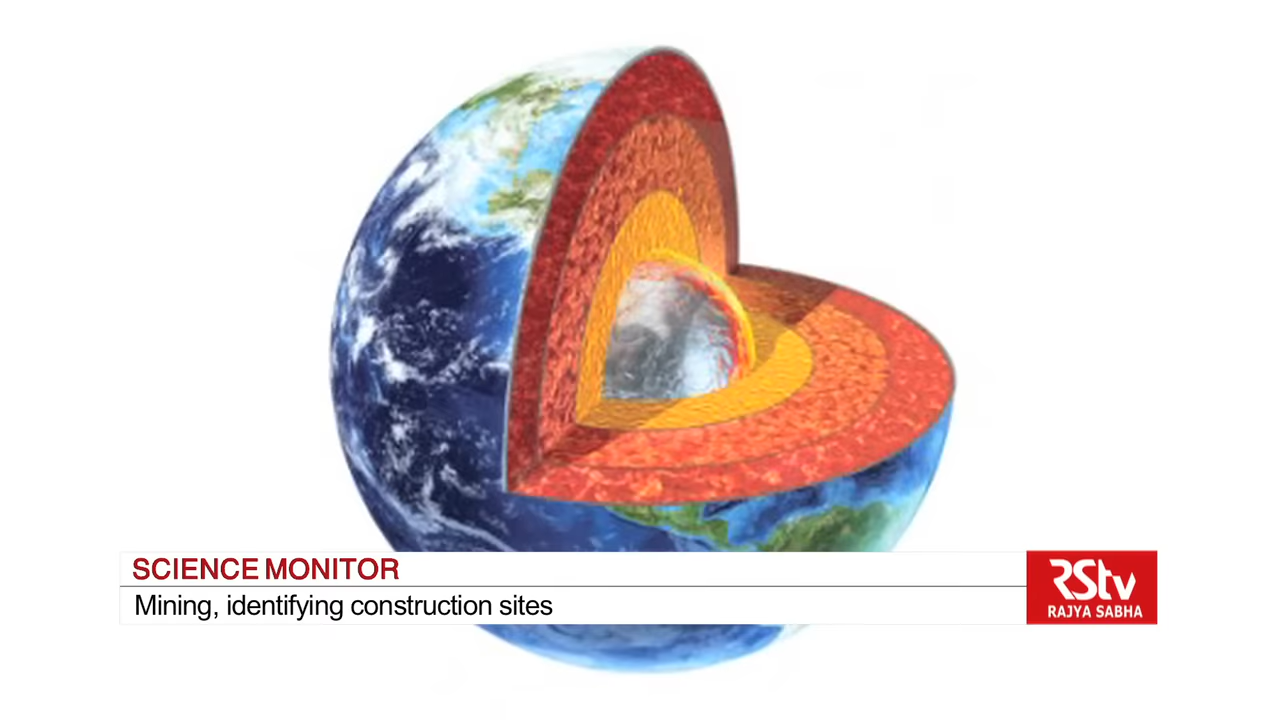 SCIENCE MONITOR
Mining, identifying construction sites
RStv
RAJYA SABHA